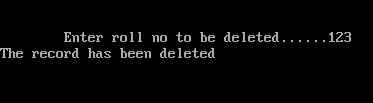 Enter roll no to be deleted......123
The record has been deleted